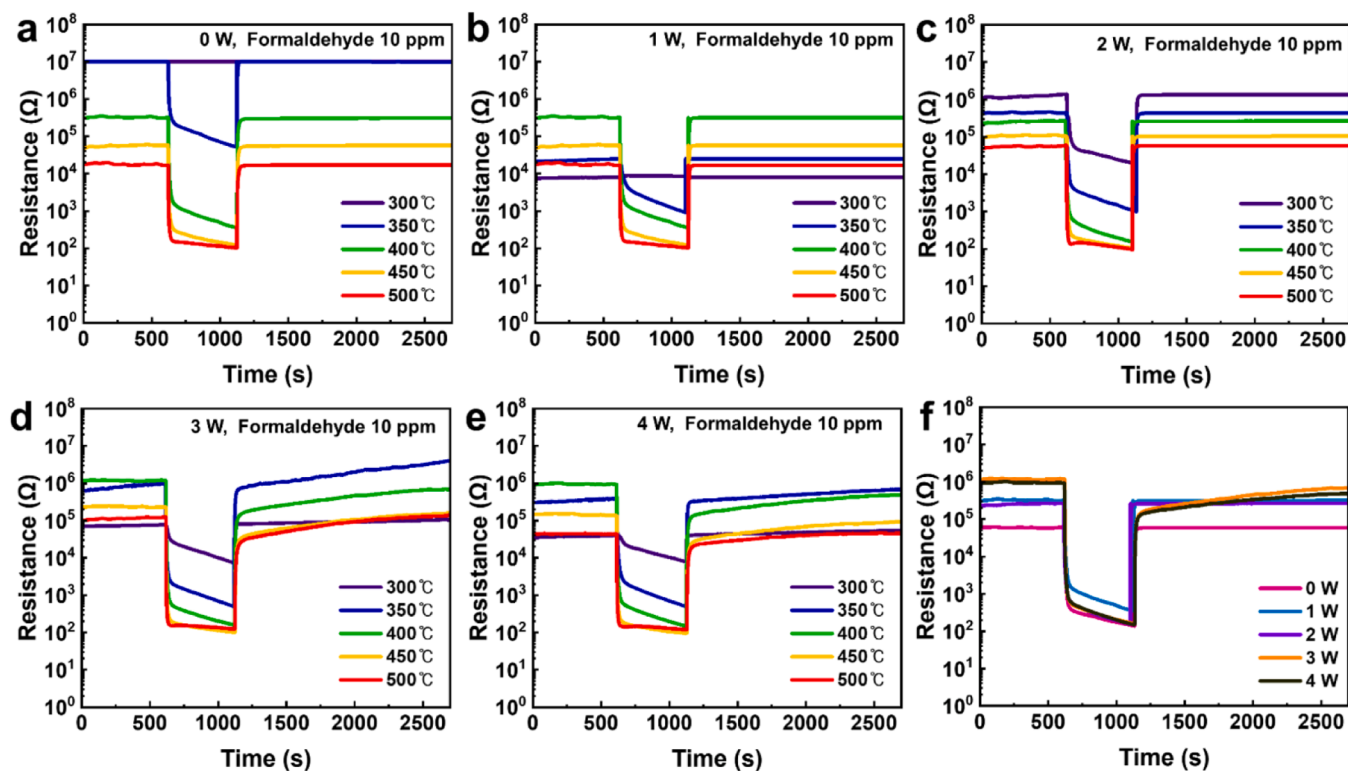 a
0 W, Formaldehyde 10 ppm
Resistance (Ω)
10⁸
10⁷
10⁶
10⁵
10⁴
10³
10²
10¹
10⁰
300℃
350℃
400℃
450℃
500℃
0 500 1000 1500 2000 2500
Time (s)
b
1 W, Formaldehyde 10 ppm
Resistance (Ω)
10⁸
10⁷
10⁶
10⁵
10⁴
10³
10²
10¹
10⁰
300℃
350℃
400℃
450℃
500℃
0 500 1000 1500 2000 2500
Time (s)
c
2 W, Formaldehyde 10 ppm
Resistance (Ω)
10⁸
10⁷
10⁶
10⁵
10⁴
10³
10²
10¹
10⁰
300℃
350℃
400℃
450℃
500℃
0 500 1000 1500 2000 2500
Time (s)
d
3 W, Formaldehyde 10 ppm
Resistance (Ω)
10⁸
10⁷
10⁶
10⁵
10⁴
10³
10²
10¹
10⁰
300℃
350℃
400℃
450℃
500℃
0 500 1000 1500 2000 2500
Time (s)
e
4 W, Formaldehyde 10 ppm
Resistance (Ω)
10⁸
10⁷
10⁶
10⁵
10⁴
10³
10²
10¹
10⁰
300℃
350℃
400℃
450℃
500℃
0 500 1000 1500 2000 2500
Time (s)
f
Resistance (Ω)
10⁸
10⁷
10⁶
10⁵
10⁴
10³
10²
10¹
10⁰
0 W
1 W
2 W
3 W
4 W
0 500 1000 1500 2000 2500
Time (s)